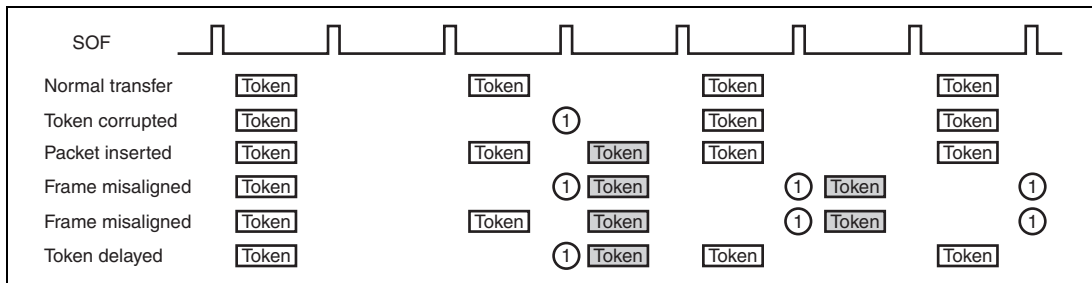 SOF
Normal transfer Token Token Token Token
Token corrupted Token 1 Token Token
Packet inserted Token Token Token Token Token
Frame misaligned Token 1 Token 1 Token 1
Frame misaligned Token Token Token 1 Token 1
Token delayed Token 1 Token Token Token